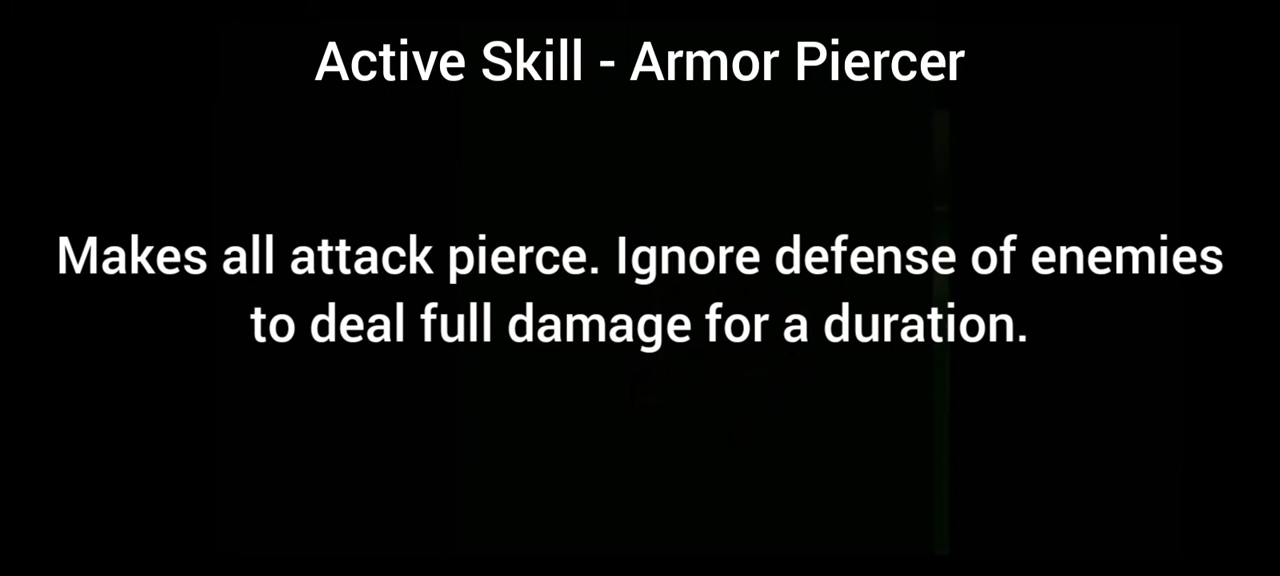 Active Skill - Armor Piercer
Makes all attack pierce. Ignore defense of enemies
to deal full damage for a duration.